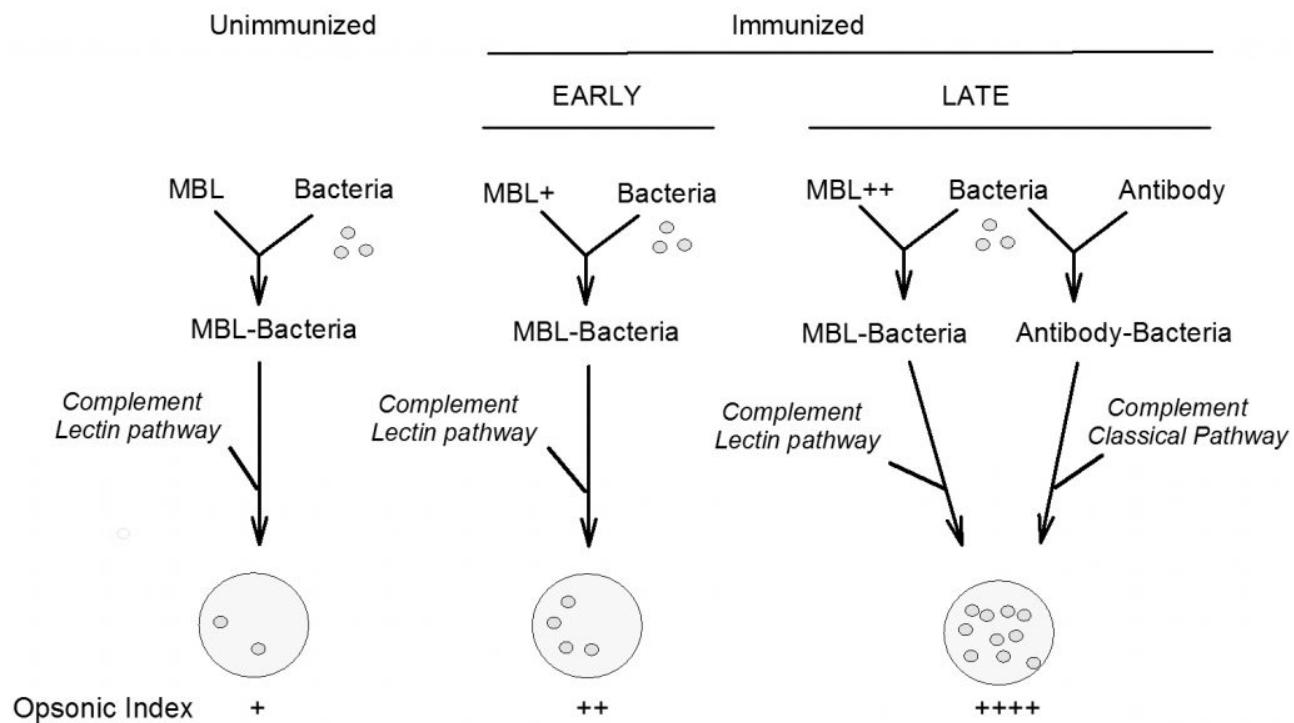 Unimmunized
Immunized
EARLY
LATE
MBL
Bacteria
MBL+
Bacteria
MBL++
Bacteria
Antibody
MBL-Bacteria
MBL-Bacteria
MBL-Bacteria
Antibody-Bacteria
Complement
Lectin pathway
Complement
Lectin pathway
Complement
Lectin pathway
Complement
Classical Pathway
Opsonic Index
+
++
++++